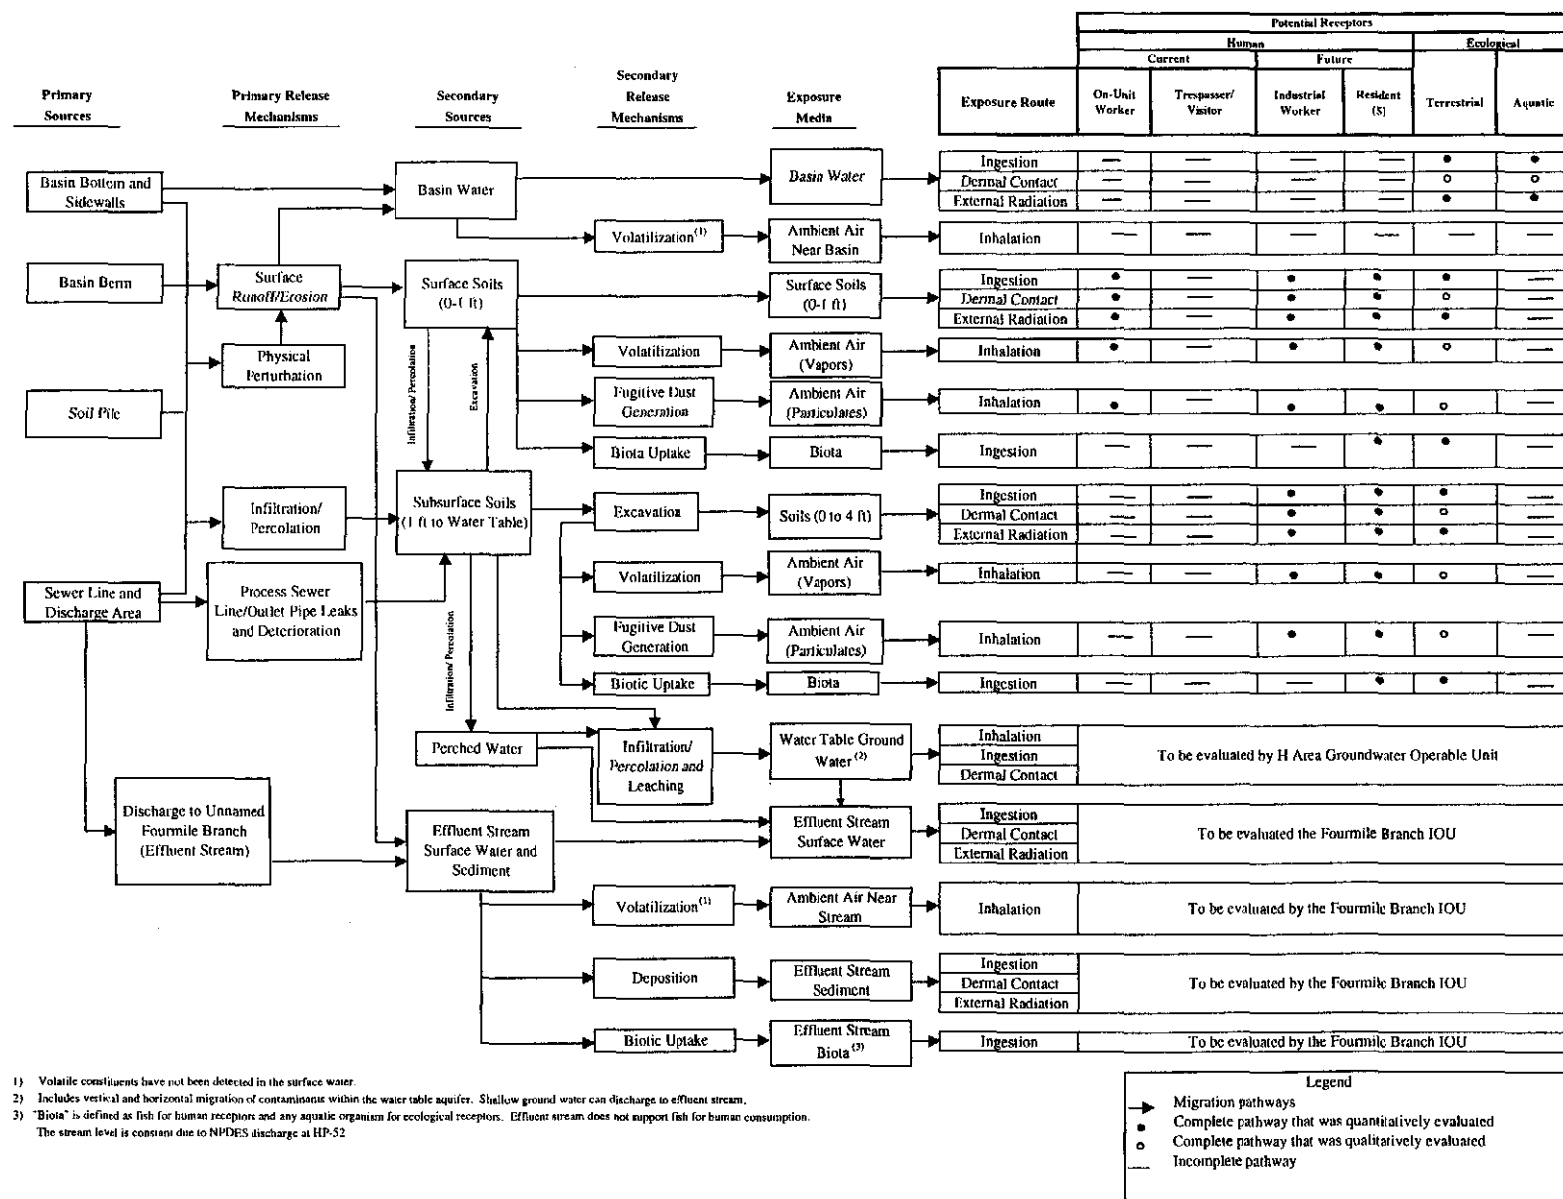 Potential Receptors
Human
Ecological
Current
Future
Primary
Sources
Primary Release
Mechanisms
Secondary
Sources
Secondary
Release
Mechanisms
Exposure
Media
Exposure Route
On-Unit
Worker
Trespasser/
Visitor
Industrial
Worker
Resident
(S)
Terrestrial
Aquatic
Basin Bottom and
Sidewalls
Basin Water
Basin Water
Ingestion
Dermal Contact
External Radiation
Volatilization(1)
Ambient Air
Near Basin
Inhalation
Basin Berm
Surface
Runoff/Erosion
Surface Soils
(0-1 ft)
Surface Soils
(0-1 ft)
Ingestion
Dermal Contact
External Radiation
Physical
Perturbation
Infiltration/ Percolation
Excavation
Volatilization
Ambient Air
(Vapors)
Inhalation
Soil Pile
Fugitive Dust
Generation
Ambient Air
(Particulates)
Inhalation
Biota Uptake
Biota
Ingestion
Infiltration/
Percolation
Subsurface Soils
(1 ft to Water Table)
Excavation
Soils (0 to 4 ft)
Ingestion
Dermal Contact
External Radiation
Volatilization
Ambient Air
(Vapors)
Inhalation
Sewer Line and
Discharge Area
Process Sewer
Line/Outlet Pipe Leaks
and Deterioration
Infiltration/ Percolation
Fugitive Dust
Generation
Ambient Air
(Particulates)
Inhalation
Biotic Uptake
Biota
Ingestion
Perched Water
Infiltration/
Percolation and
Leaching
Water Table Ground
Water(2)
Inhalation
Ingestion
Dermal Contact
To be evaluated by H Area Groundwater Operable Unit
Discharge to Unnamed
Fourmile Branch
(Effluent Stream)
Effluent Stream
Surface Water and
Sediment
Effluent Stream
Surface Water
Ingestion
Dermal Contact
External Radiation
To be evaluated the Fourmile Branch IOU
Volatilization(1)
Ambient Air Near
Stream
Inhalation
To be evaluated by the Fourmile Branch IOU
Deposition
Effluent Stream
Sediment
Ingestion
Dermal Contact
External Radiation
To be evaluated by the Fourmile Branch IOU
Biotic Uptake
Effluent Stream
Biota(3)
Ingestion
To be evaluated by the Fourmile Branch IOU
1) Volatile constituents have not been detected in the surface water.
2) Includes vertical and horizontal migration of contaminants within the water table aquifer. Shallow ground water can discharge to effluent stream.
3) "Biota" is defined as fish for human receptors and any aquatic organism for ecological receptors. Effluent stream does not support fish for human consumption.
The stream level is constant due to NPDES discharge at HP-52
Legend
Migration pathways
Complete pathway that was quantitatively evaluated
Complete pathway that was qualitatively evaluated
Incomplete pathway